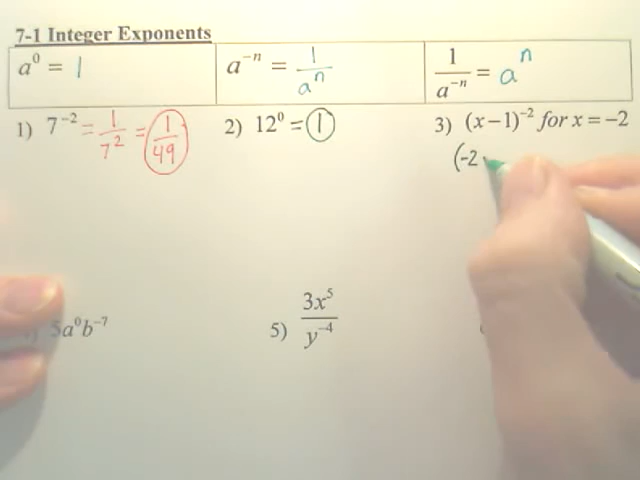 7-1 Integer Exponents
a⁰ = 1
a⁻ⁿ = 1/aⁿ
1/a⁻ⁿ = aⁿ
1) 7⁻² = 1/7² = 1/49
2) 12⁰ = 1
3) (x − 1)⁻² for x = −2
(-2
5a⁰b⁻⁷
5) 3x⁵/y⁻⁴